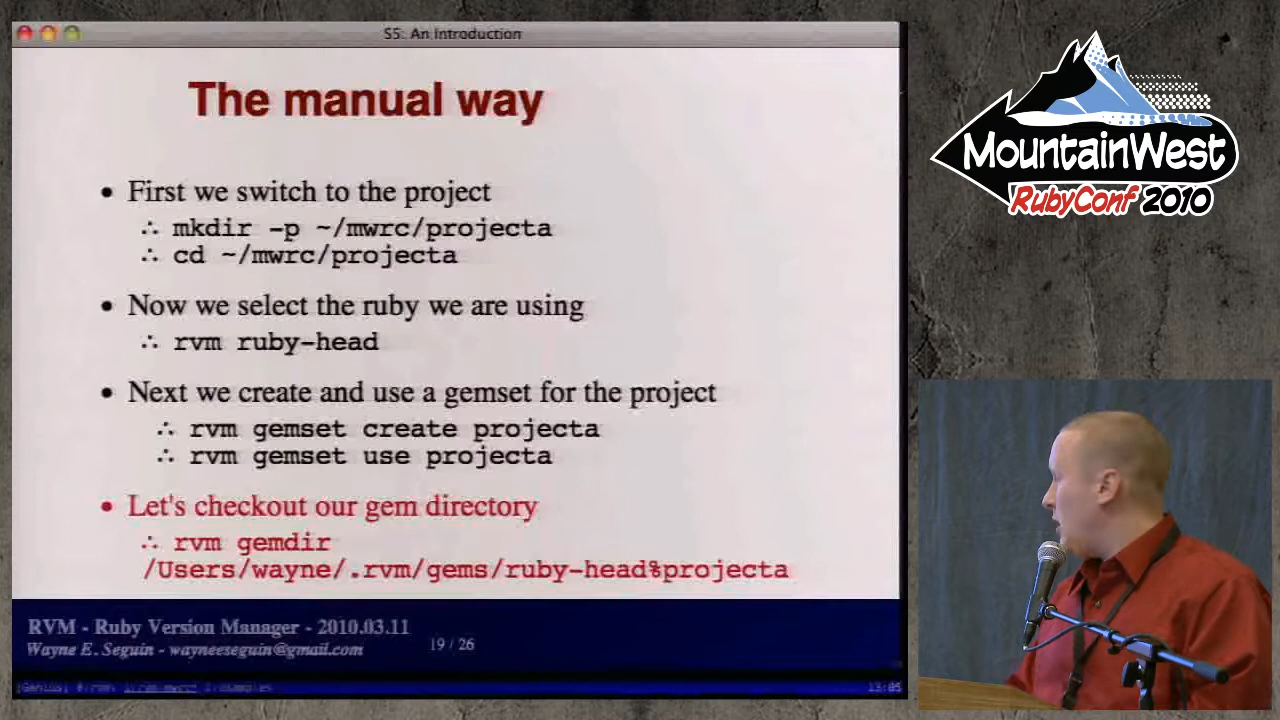 S5: An Introduction
The manual way
• First we switch to the project
∴ mkdir -p ~/mwrc/projecta
∴ cd ~/mwrc/projecta
• Now we select the ruby we are using
∴ rvm ruby-head
• Next we create and use a gemset for the project
∴ rvm gemset create projecta
∴ rvm gemset use projecta
• Let's checkout our gem directory
∴ rvm gemdir
/Users/wayne/.rvm/gems/ruby-head%projecta
RVM - Ruby Version Manager - 2010.03.11
Wayne E. Seguin - wayneeseguin@gmail.com
19 / 26
13:05
MountainWest
RubyConf 2010